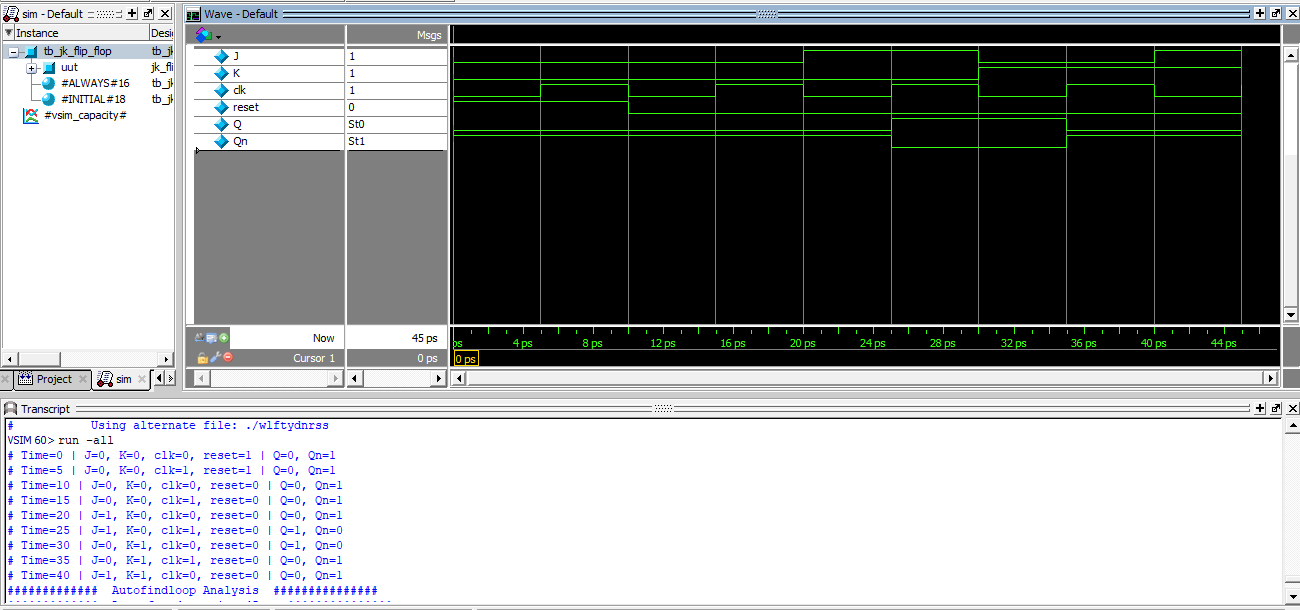 sim - Default
Instance Desi
tb_jk_flip_flop tb_jk
uut jk_fli
#ALWAYS#16 tb_jk
#INITIAL#18 tb_jk
#vsim_capacity#
Project sim
Wave - Default
Msgs
J 1
K 1
clk 1
reset 0
Q St0
Qn St1
Now 45 ps
Cursor 1 0 ps
ps 4 ps 8 ps 12 ps 16 ps 20 ps 24 ps 28 ps 32 ps 36 ps 40 ps 44 ps
0 ps
Transcript
# Using alternate file: ./wlftydnrss
VSIM 60> run -all
# Time=0 | J=0, K=0, clk=0, reset=1 | Q=0, Qn=1
# Time=5 | J=0, K=0, clk=1, reset=1 | Q=0, Qn=1
# Time=10 | J=0, K=0, clk=0, reset=0 | Q=0, Qn=1
# Time=15 | J=0, K=0, clk=1, reset=0 | Q=0, Qn=1
# Time=20 | J=1, K=0, clk=0, reset=0 | Q=0, Qn=1
# Time=25 | J=1, K=0, clk=1, reset=0 | Q=1, Qn=0
# Time=30 | J=0, K=1, clk=0, reset=0 | Q=1, Qn=0
# Time=35 | J=0, K=1, clk=1, reset=0 | Q=0, Qn=1
# Time=40 | J=1, K=1, clk=0, reset=0 | Q=0, Qn=1
############# Autofindloop Analysis ###############